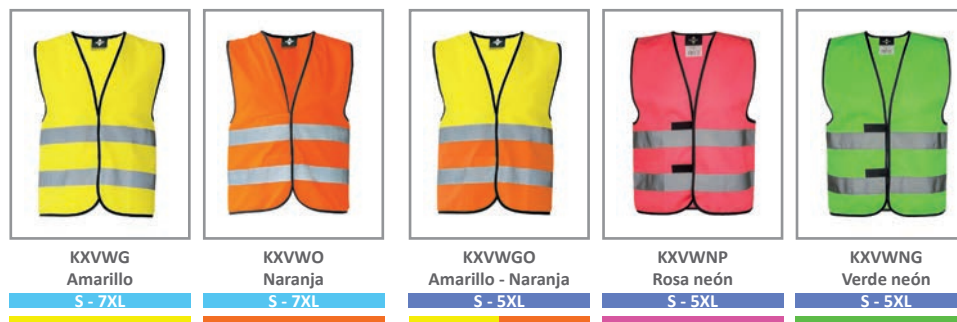 KXVWG
Amarillo
S - 7XL
KXVWO
Naranja
S - 7XL
KXVWGO
Amarillo - Naranja
S - 5XL
KXVWNP
Rosa neón
S - 5XL
KXVWNG
Verde neón
S - 5XL